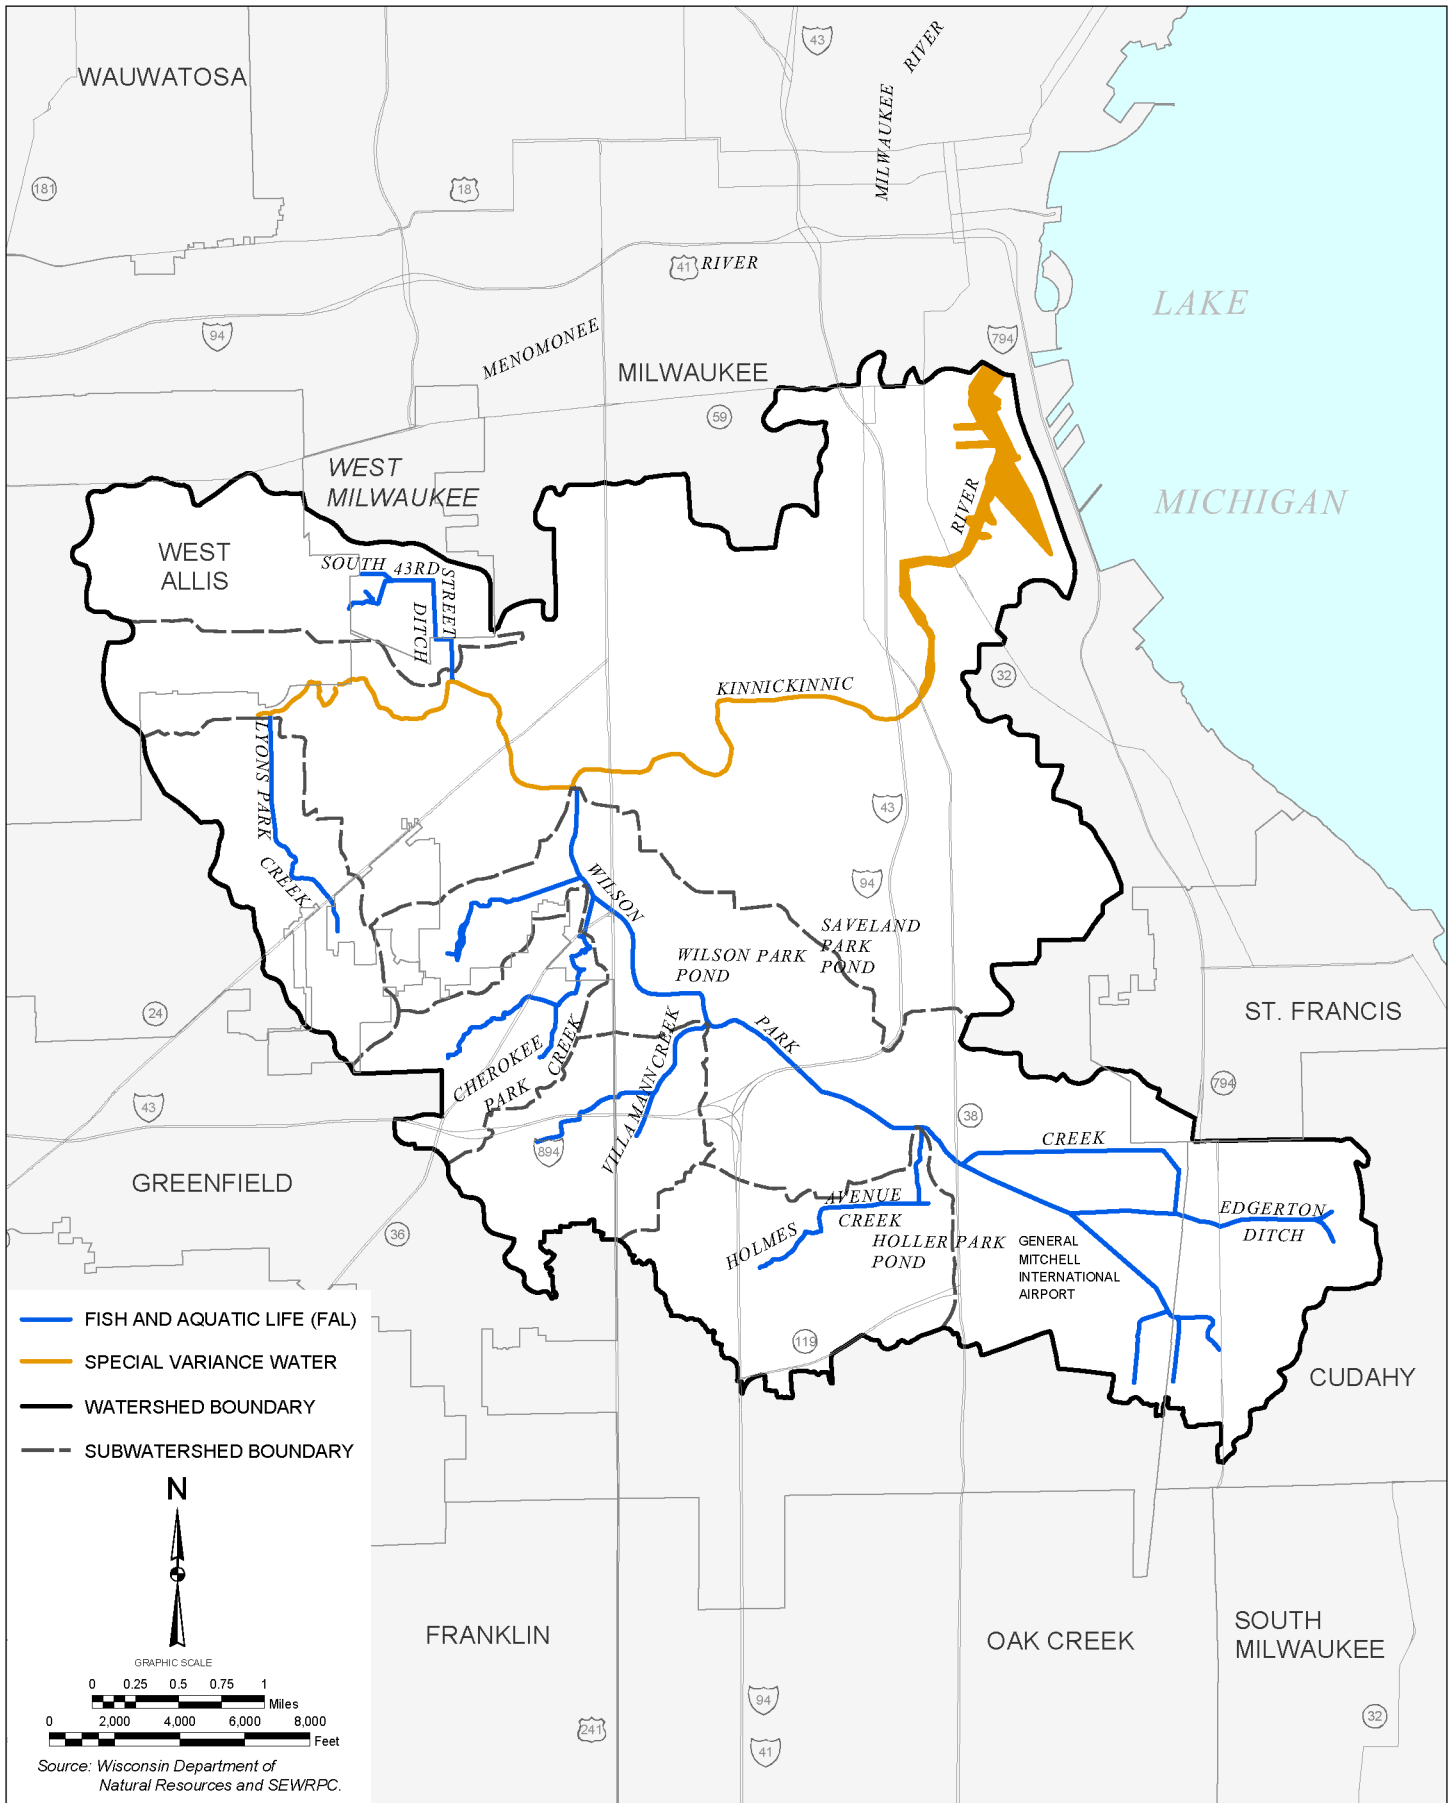 WAUWATOSA
43
MILWAUKEE RIVER
181
18
41
RIVER
MENOMONEE
94
794
LAKE
MICHIGAN
MILWAUKEE
59
WEST
MILWAUKEE
WEST
ALLIS
SOUTH 43RD
STREET
DITCH
RIVER
KINNICKINNIC
32
LYONS PARK
CREEK
43
94
WILSON
SAVELAND
PARK
POND
WILSON PARK
POND
24
ST. FRANCIS
PARK
CHEROKEE
PARK
CREEK
VILLA MANN CREEK
43
794
38
894
CREEK
GREENFIELD
AVENUE
CREEK
HOLMES
EDGERTON
DITCH
36
HOLLER PARK
POND
GENERAL
MITCHELL
INTERNATIONAL
AIRPORT
119
CUDAHY
FISH AND AQUATIC LIFE (FAL)
SPECIAL VARIANCE WATER
WATERSHED BOUNDARY
SUBWATERSHED BOUNDARY
N
GRAPHIC SCALE
0 0.25 0.5 0.75 1
Miles
0 2,000 4,000 6,000 8,000
Feet
Source: Wisconsin Department of
Natural Resources and SEWRPC.
FRANKLIN
OAK CREEK
SOUTH
MILWAUKEE
94
241
41
32